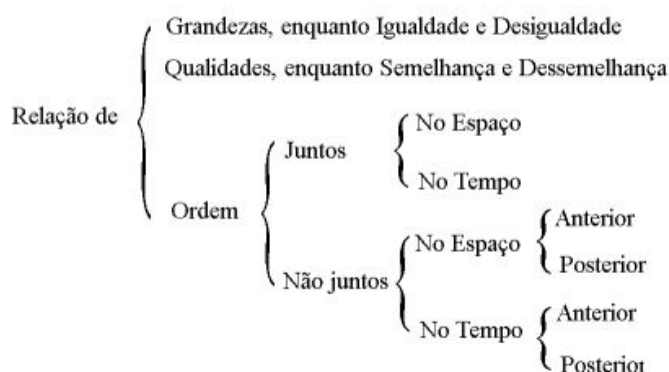 Grandezas, enquanto Igualdade e Desigualdade
Qualidades, enquanto Semelhança e Dessemelhança
Relação de
No Espaço
Juntos
No Tempo
Ordem
Anterior
No Espaço
Posterior
Não juntos
Anterior
No Tempo
Posterior